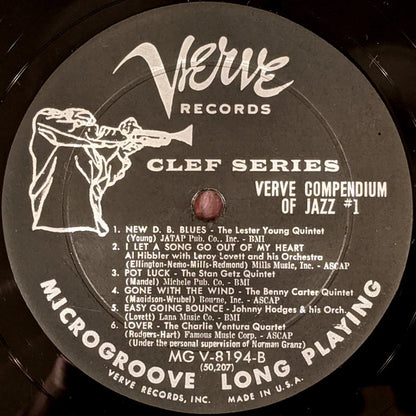 Verve
RECORDS
CLEF SERIES
VERVE COMPENDIUM
OF JAZZ #1
1. NEW D. B. BLUES - The Lester Young Quintet
(Young) JATAP Pub. Co., Inc. - BMI
2. I LET A SONG GO OUT OF MY HEART
Al Hibbler with Leroy Lovett and his Orchestra
(Ellington-Nemo-Mills-Redmond) Mills Music, Inc. - ASCAP
3. POT LUCK - The Stan Getz Quintet
(Mandel) Michele Pub. Co. - BMI
4. GONE WITH THE WIND - The Benny Carter Quintet
(Magidson-Wrubel) Bourne, Inc. - ASCAP
5. EASY GOING BOUNCE - Johnny Hodges & his Orch.
(Lovett) Lana Music Co. - BMI
6. LOVER - The Charlie Ventura Quartet
(Rodgers-Hart) Famous Music Corp. - ASCAP
(Under the personal supervision of Norman Granz)
MG V-8194-B
(50,207)
MICROGROOVE LONG PLAYING
VERVE RECORDS, INC. MADE IN U.S.A.